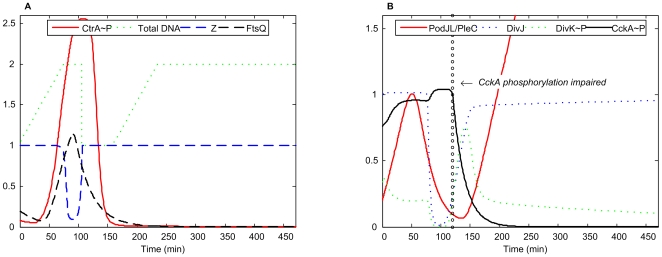 A
CtrA~P Total DNA Z FtsQ
2.5
2
1.5
1
0.5
0
0 50 100 150 200 250 300 350 400 450
Time (min)
B
PodJL/PleC DivJ DivK~P CckA~P
1.5
1
0.5
0
← CckA phosphorylation impaired
0 50 100 150 200 250 300 350 400 450
Time (min)